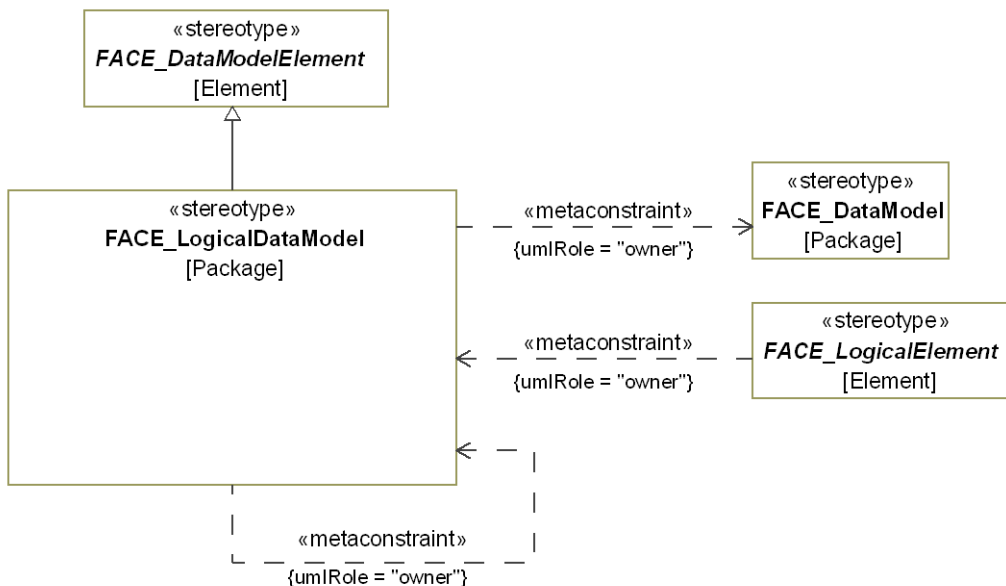 «stereotype»
FACE_DataModelElement
[Element]
«stereotype»
FACE_LogicalDataModel
[Package]
«metaconstraint»
{umlRole = "owner"}
«stereotype»
FACE_DataModel
[Package]
«metaconstraint»
{umlRole = "owner"}
«stereotype»
FACE_LogicalElement
[Element]
«metaconstraint»
{umlRole = "owner"}